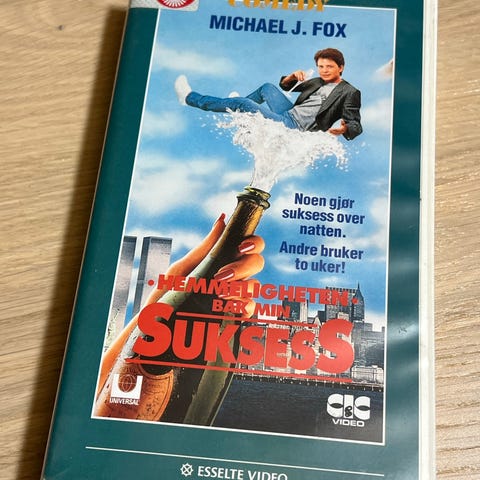 COMEDY
MICHAEL J. FOX
Noen gjør
suksess over
natten.
Andre bruker
to uker!
• HEMMELIGHETEN •
BAK MIN
SUKSESS
UNIVERSAL
CIC
VIDEO
ESSELTE VIDEO